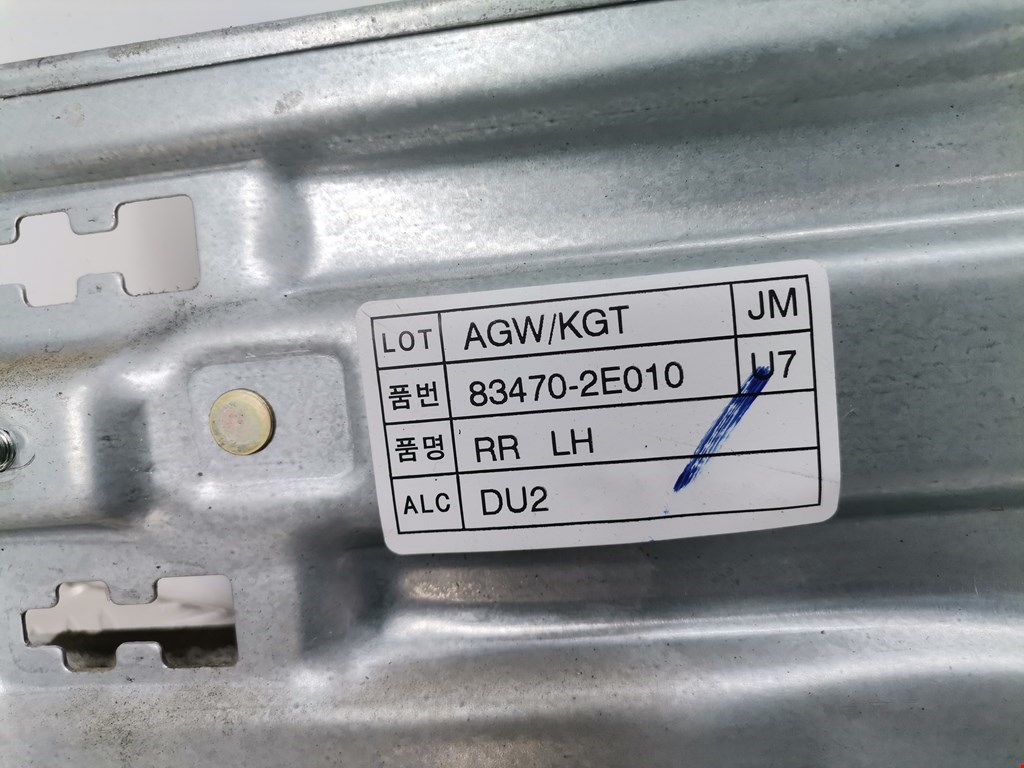 LOT AGW/KGT JM
품번 83470-2E010 U7
품명 RR LH
ALC DU2